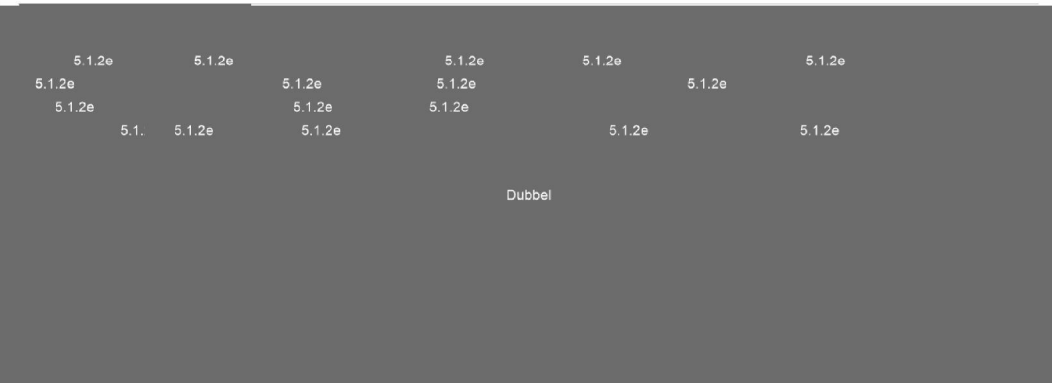 5.1.2e 5.1.2e 5.1.2e 5.1.2e 5.1.2e
5.1.2e 5.1.2e 5.1.2e 5.1.2e
5.1.2e 5.1.2e 5.1.2e
5.1. 5.1.2e 5.1.2e 5.1.2e 5.1.2e
Dubbel